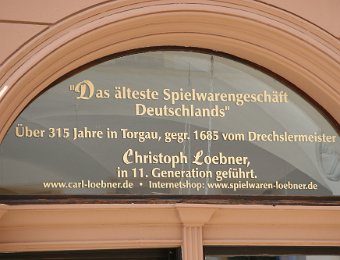 "Das älteste Spielwarengeschäft
Deutschlands"
Über 315 Jahre in Torgau, gegr. 1685 vom Drechslermeister
Christoph Loebner,
in 11. Generation geführt.
www.carl-loebner.de • Internetshop: www.spielwaren-loebner.de